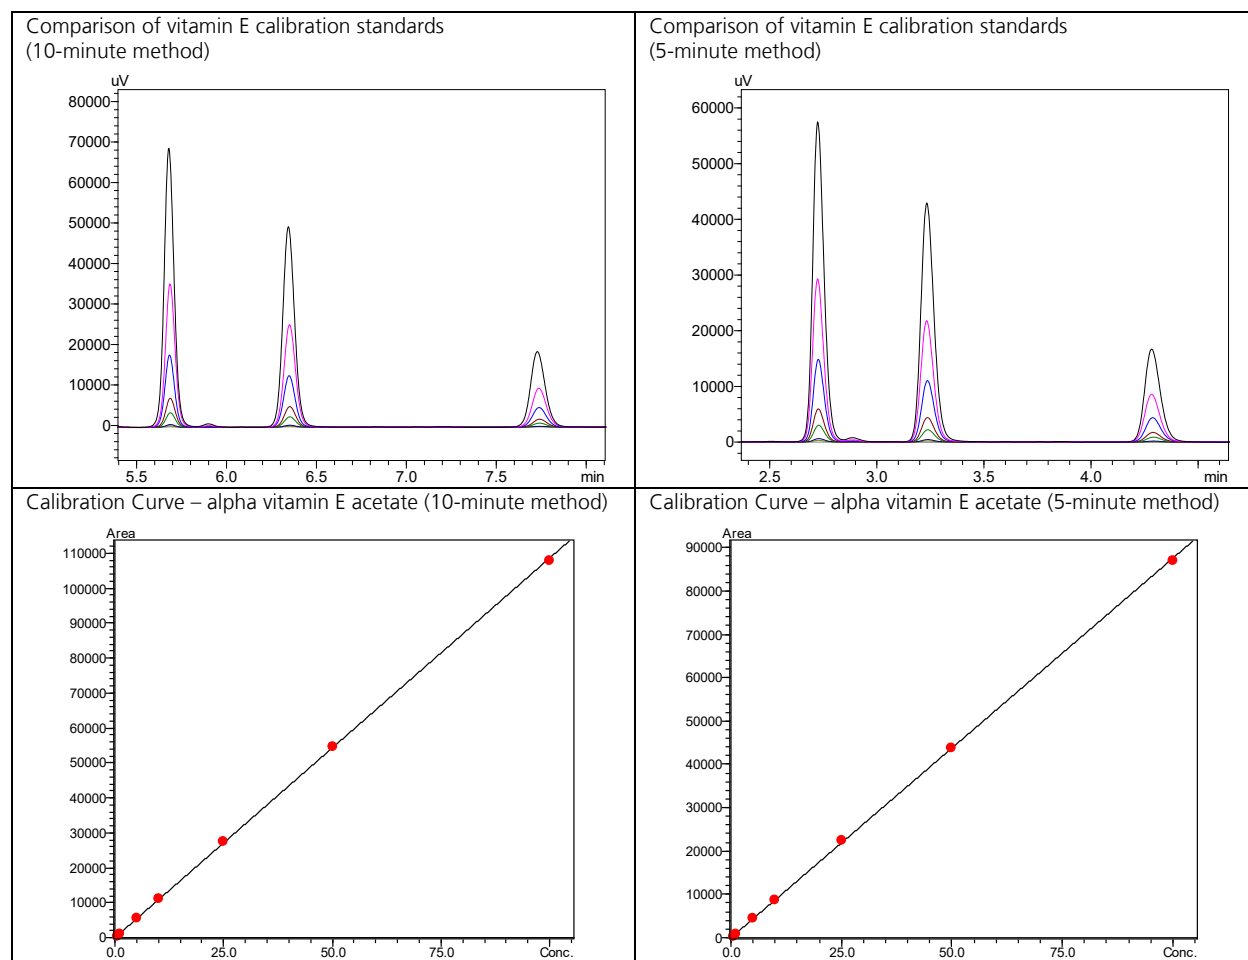 Comparison of vitamin E calibration standards
(10-minute method)
uV
80000
70000
60000
50000
40000
30000
20000
10000
0
5.5 6.0 6.5 7.0 7.5 min
Comparison of vitamin E calibration standards
(5-minute method)
uV
60000
50000
40000
30000
20000
10000
0
2.5 3.0 3.5 4.0 min
Calibration Curve – alpha vitamin E acetate (10-minute method)
Area
110000
100000
90000
80000
70000
60000
50000
40000
30000
20000
10000
0
0.0 25.0 50.0 75.0 Conc.
Calibration Curve – alpha vitamin E acetate (5-minute method)
Area
90000
80000
70000
60000
50000
40000
30000
20000
10000
0
0.0 25.0 50.0 75.0 Conc.